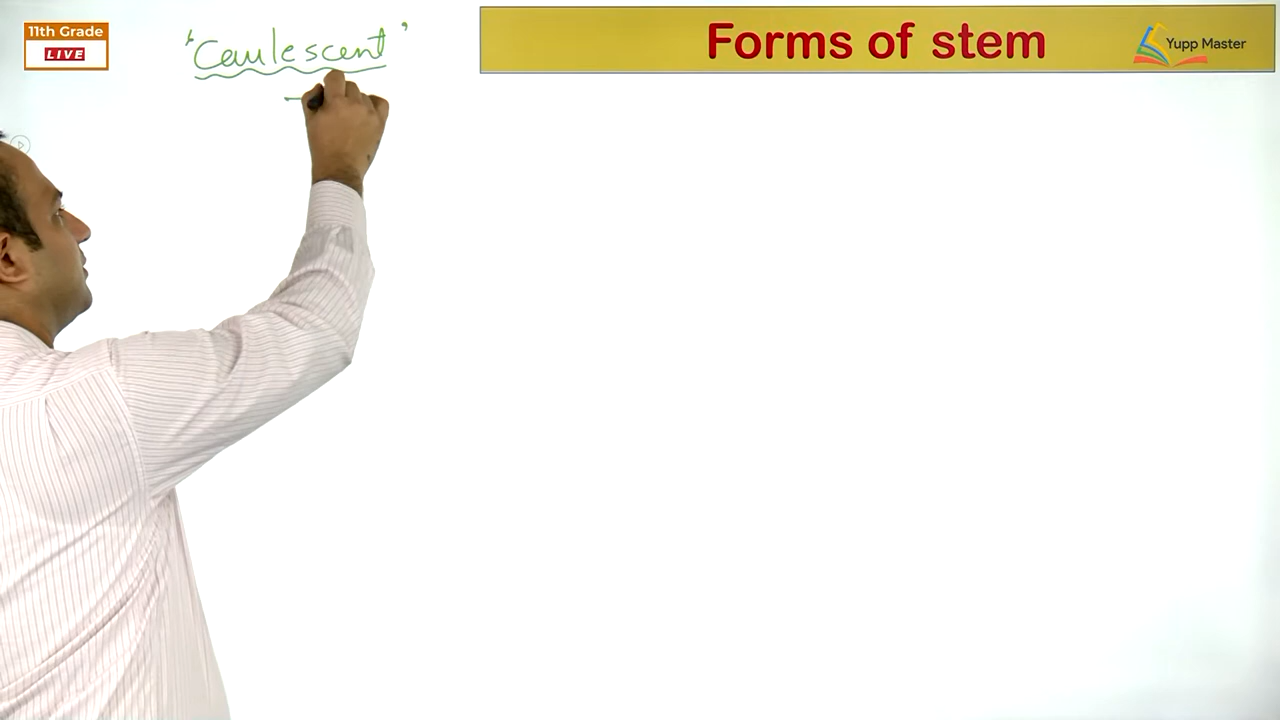 11th Grade
LIVE
'Caulescent'
Forms of stem
Yupp Master